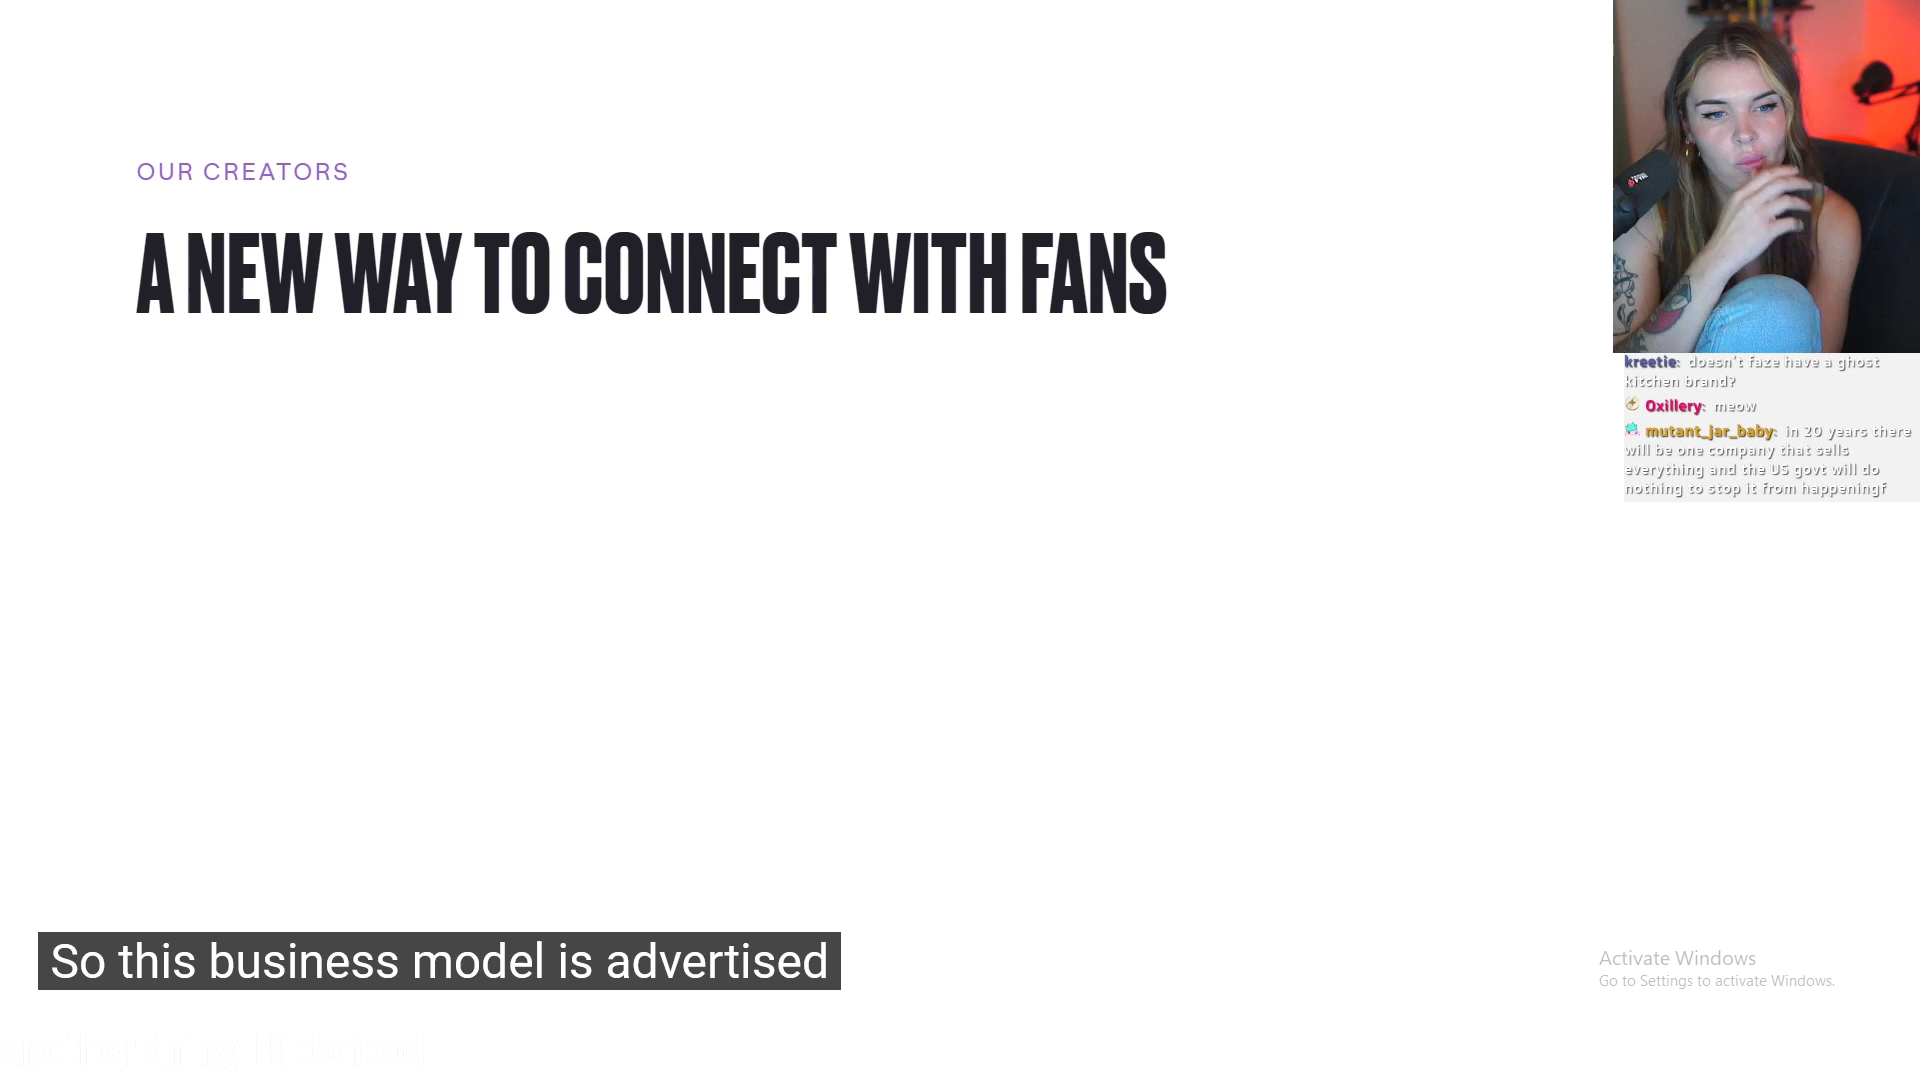 OUR CREATORS
A NEW WAY TO CONNECT WITH FANS
kreetie: doesn't faze have a ghost
kitchen brand?
Oxillery: meow
mutant_jar_baby: in 20 years there
will be one company that sells
everything and the US govt will do
nothing to stop it from happeningf
So this business model is advertised
Activate Windows
Go to Settings to activate Windows.